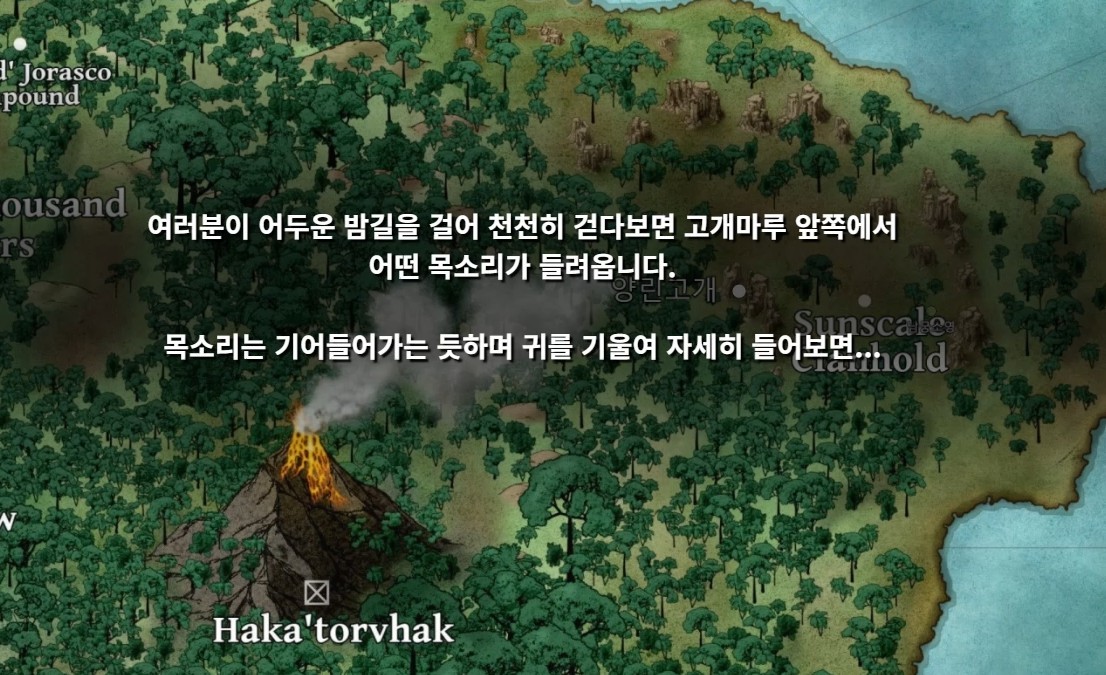 d' Jorasco
pound
ousand
rs
여러분이 어두운 밤길을 걸어 천천히 걷다보면 고개마루 앞쪽에서
어떤 목소리가 들려옵니다.
양란고개
Sunscale
Clanhold
목소리는 기어들어가는 듯하며 귀를 기울여 자세히 들어보면...
w
Haka'torvhak